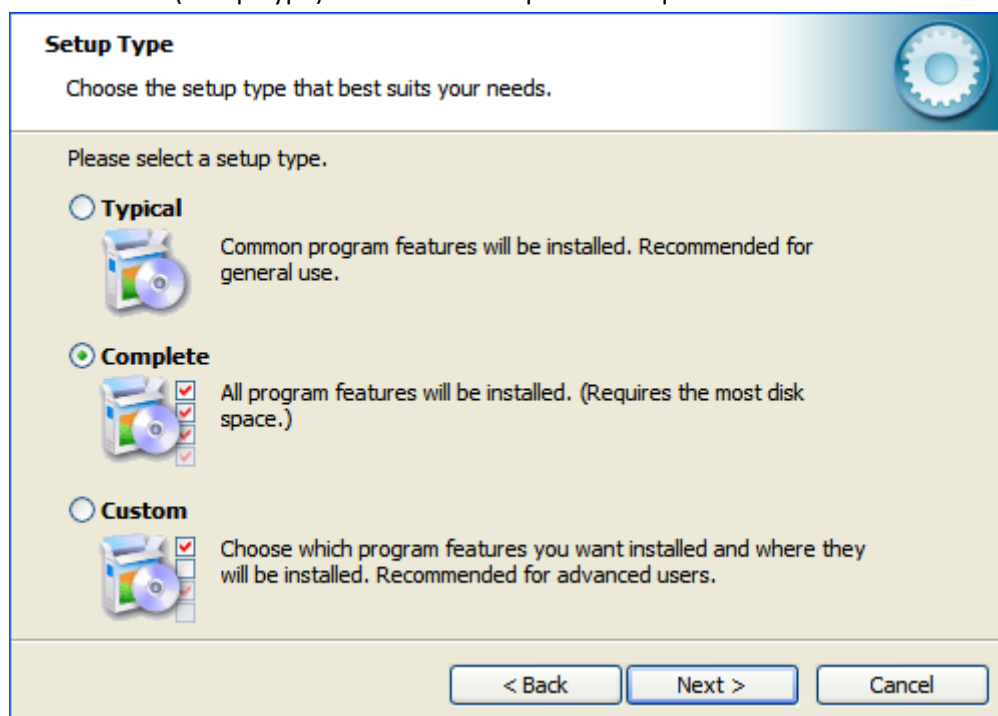 Setup Type
Choose the setup type that best suits your needs.
Please select a setup type.
Typical
Common program features will be installed. Recommended for
general use.
Complete
All program features will be installed. (Requires the most disk
space.)
Custom
Choose which program features you want installed and where they
will be installed. Recommended for advanced users.
< Back
Next >
Cancel